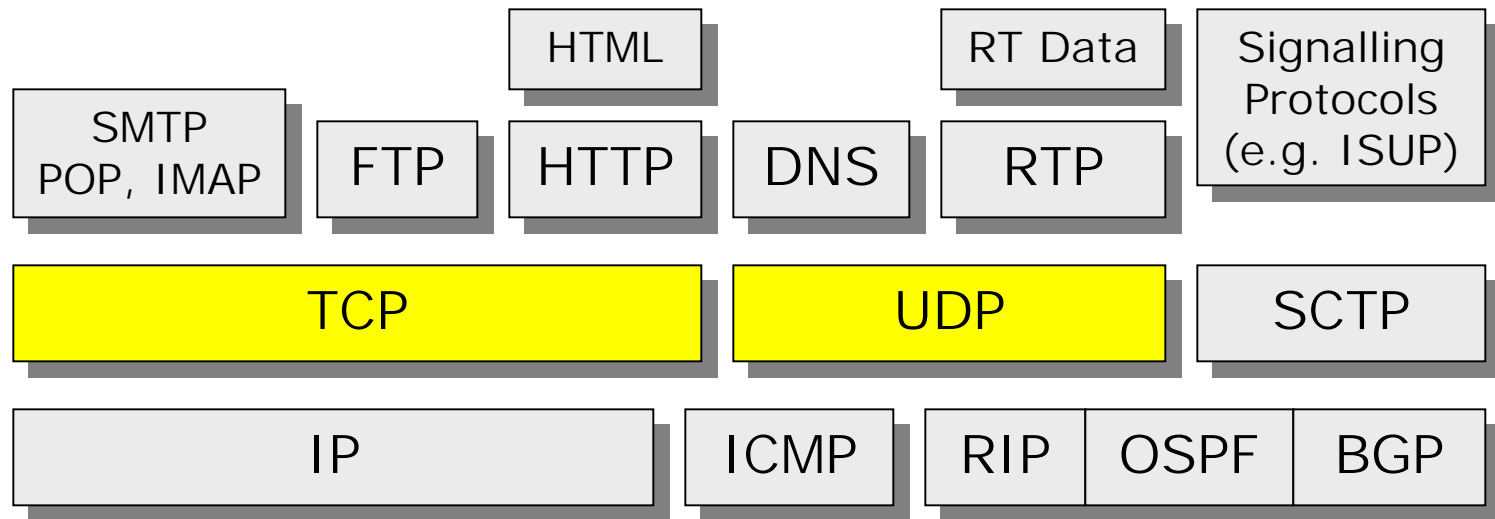 HTML
RT Data
Signalling
Protocols
(e.g. ISUP)
SMTP
POP, IMAP
FTP
HTTP
DNS
RTP
TCP
UDP
SCTP
IP
ICMP
RIP
OSPF
BGP